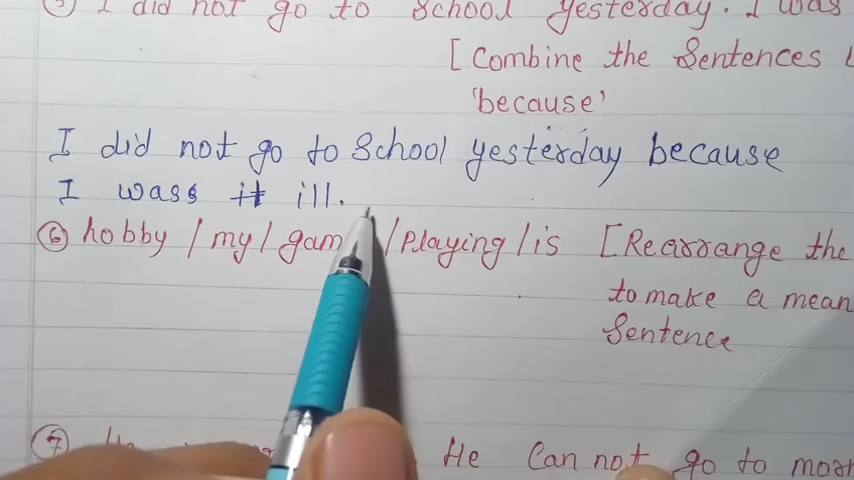 ⑤ I did not go to School yesterday. I was
[Combine the Sentences
'because'
I did not go to School yesterday because
I wass it ill.
⑥ hobby / my / gam / Playing / is [Rearrange the
to make a mean
Sentence
⑦ He can not go to mos